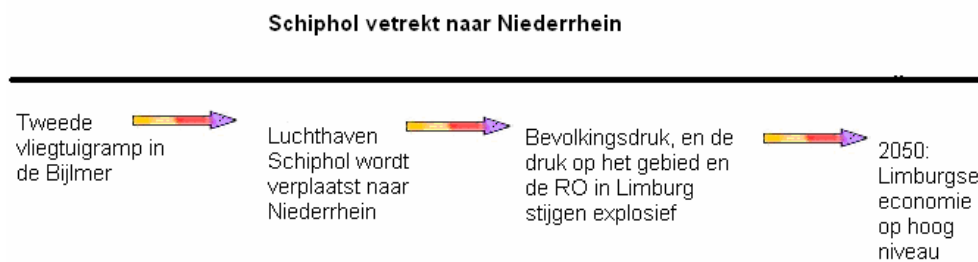 Schiphol vetrekt naar Niederrhein
Tweede
vliegtuigramp in
de Bijlmer
Luchthaven
Schiphol wordt
verplaatst naar
Niederrhein
Bevolkingsdruk, en de
druk op het gebied en
de RO in Limburg
stijgen explosief
2050:
Limburgse
economie
op hoog
niveau